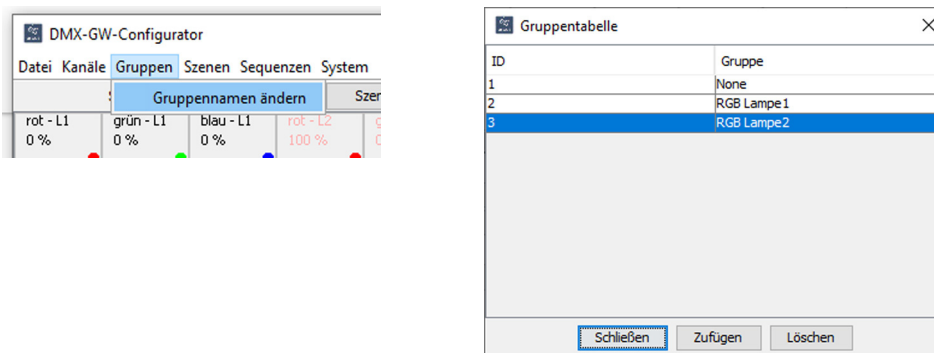 DMX-GW-Configurator
Datei Kanäle Gruppen Szenen Sequenzen System
Gruppennamen ändern
rot - L1 grün - L1 blau - L1 rot - L2
0 % 0 % 0 % 100 %
Gruppentabelle
ID Gruppe
1 None
2 RGB Lampe1
3 RGB Lampe2
Schließen Zufügen Löschen